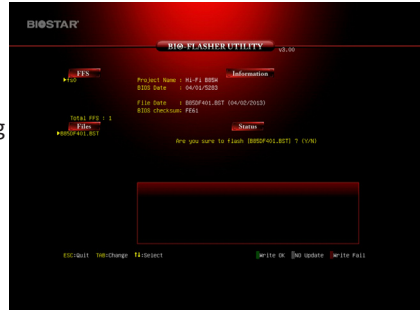 g
BIOSTAR
BIO-FLASHER UTILITY v3.00
FFS
▶fs0
Total FFS : 1
Files
▶B85DF401.BST
Information
Project Name : Hi-Fi B85W
BIOS Date : 04/01/5203
File Date : B85DF401.BST (04/02/2013)
BIOS checksum: FE61
Status
Are you sure to flash (B85DF401.BST) ? (Y/N)
ESC:Quit TAB:Change ↑↓:Select Write OK NO Update Write Fail